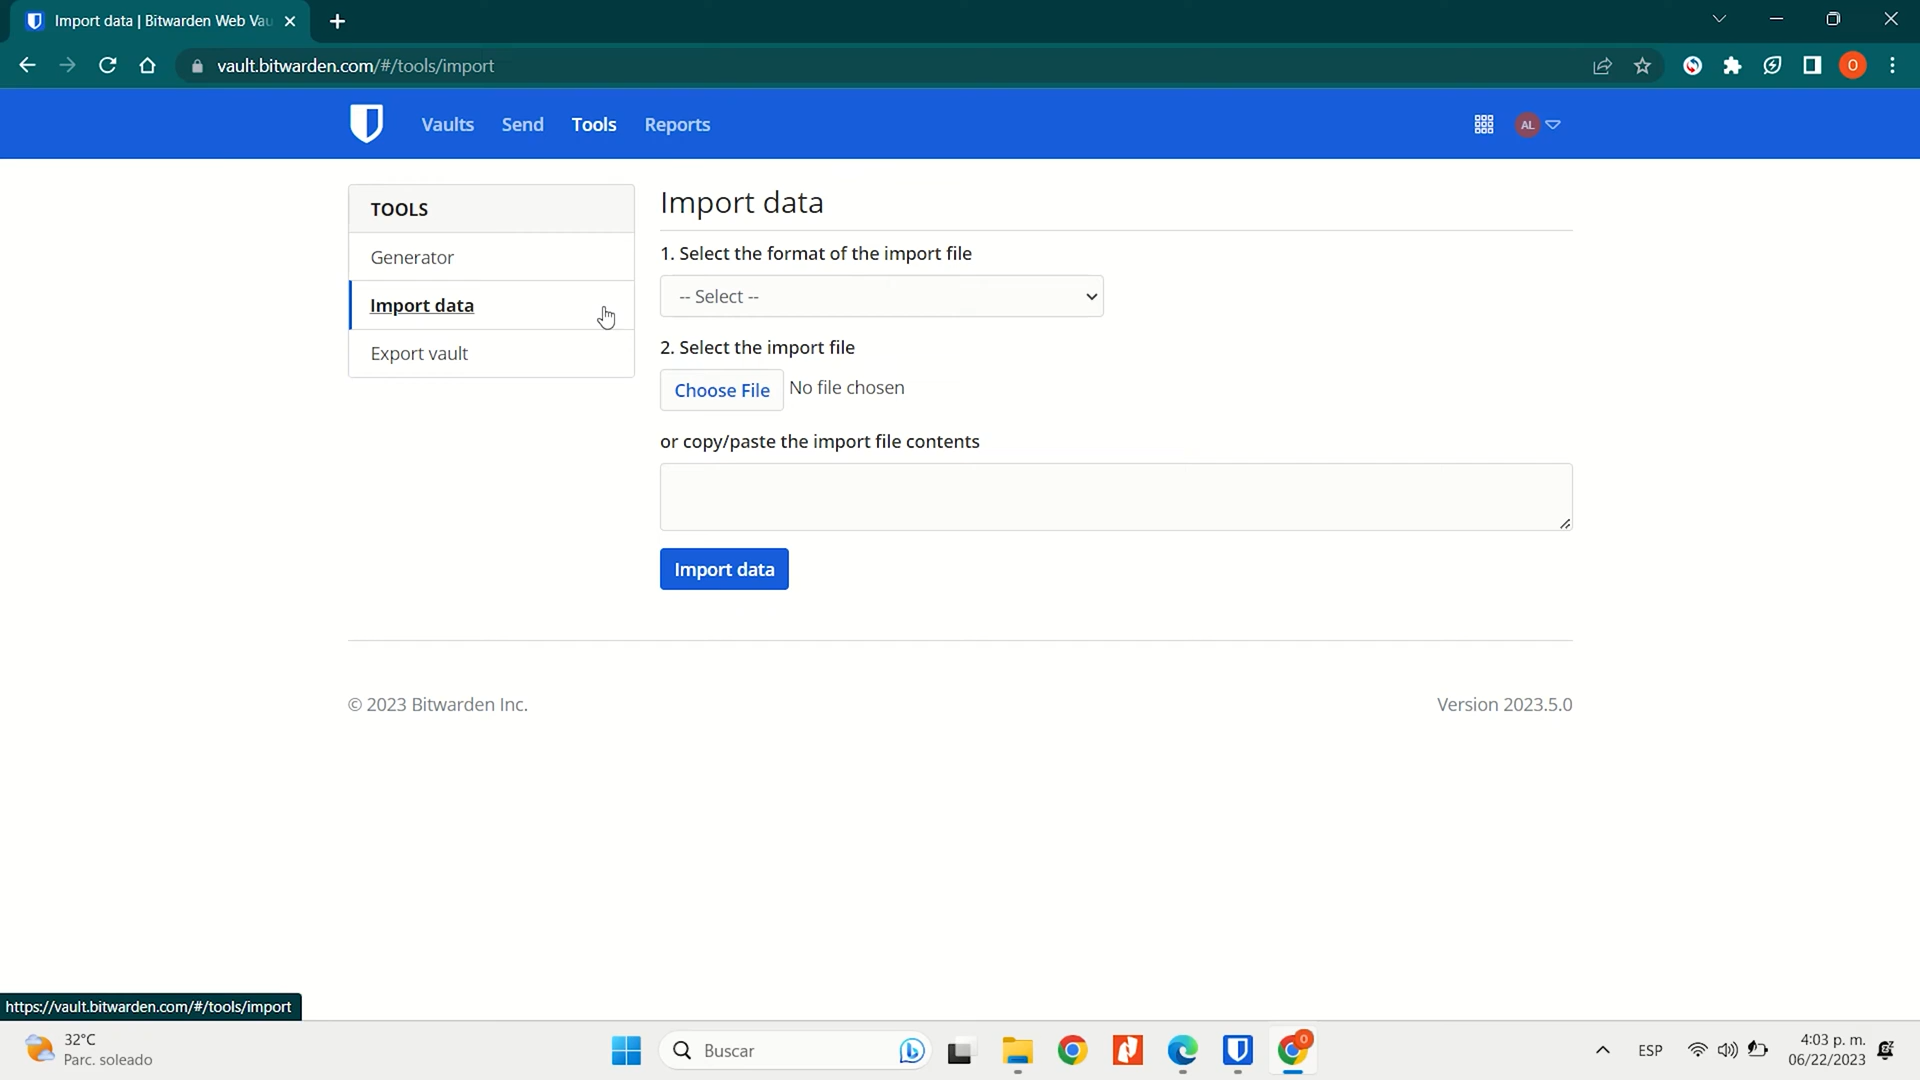 Import data | Bitwarden Web Vau
vault.bitwarden.com/#/tools/import
O
Vaults Send Tools Reports
AL
TOOLS
Generator
Import data
Export vault
Import data
1. Select the format of the import file
-- Select --
2. Select the import file
Choose File No file chosen
or copy/paste the import file contents
Import data
© 2023 Bitwarden Inc.
Version 2023.5.0
https://vault.bitwarden.com/#/tools/import
32°C
Parc. soleado
Buscar
ESP
4:03 p. m.
06/22/2023